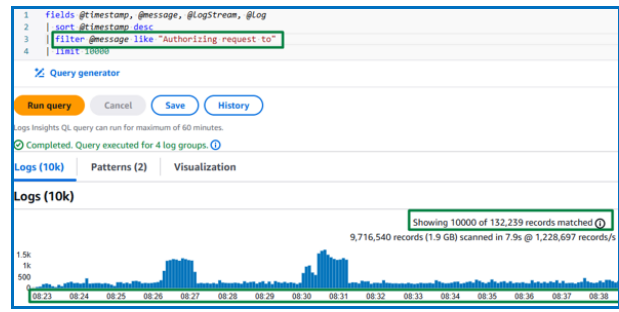 1 fields @timestamp, @message, @logStream, @log
2 | sort @timestamp desc
3 | filter @message like "Authorizing request to"
4 | limit 10000
Query generator
Run query Cancel Save History
Logs Insights QL query can run for maximum of 60 minutes.
Completed. Query executed for 4 log groups.
Logs (10k) Patterns (2) Visualization
Logs (10k)
Showing 10000 of 132,239 records matched
9,716,540 records (1.9 GB) scanned in 7.9s @ 1,228,697 records/s
1.5k
1k
500
0
08:23 08:24 08:25 08:26 08:27 08:28 08:29 08:30 08:31 08:32 08:33 08:34 08:35 08:36 08:37 08:38